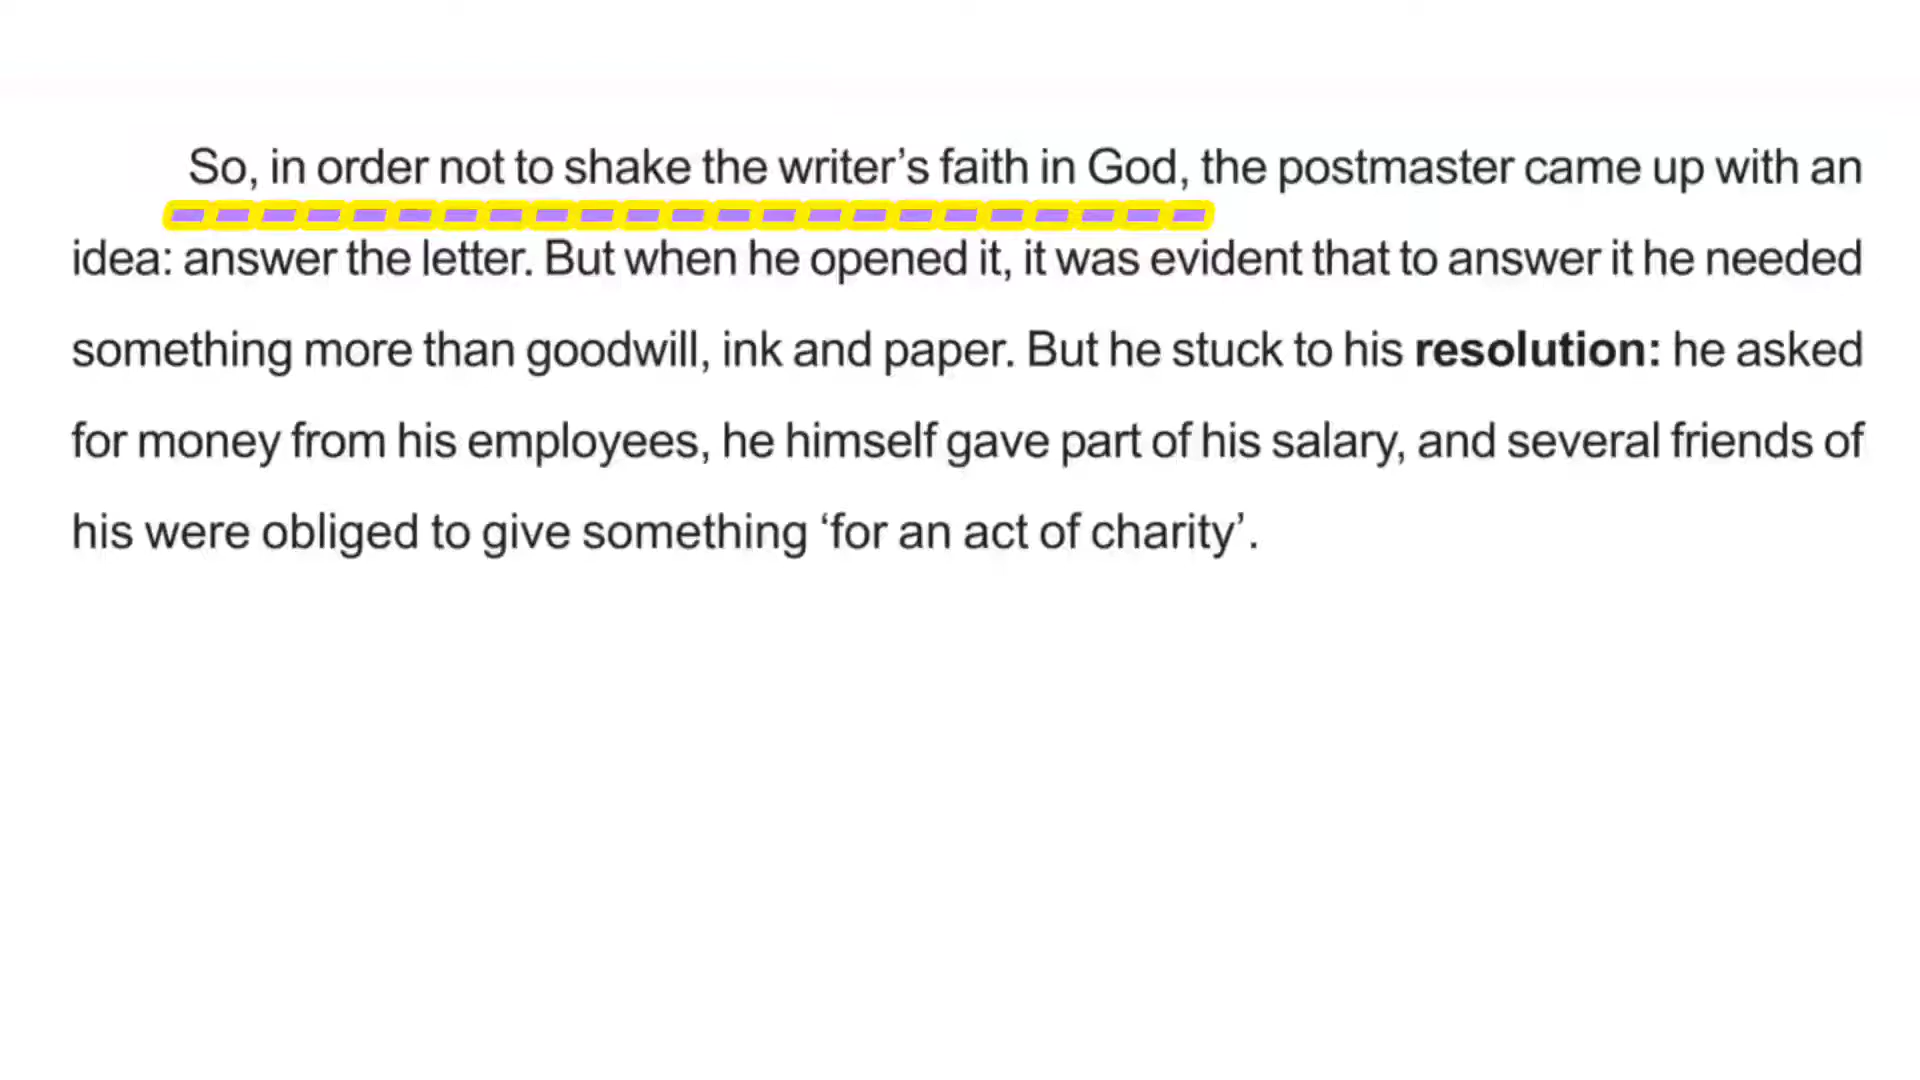 So, in order not to shake the writer’s faith in God, the postmaster came up with an
idea: answer the letter. But when he opened it, it was evident that to answer it he needed
something more than goodwill, ink and paper. But he stuck to his resolution: he asked
for money from his employees, he himself gave part of his salary, and several friends of
his were obliged to give something ‘for an act of charity’.